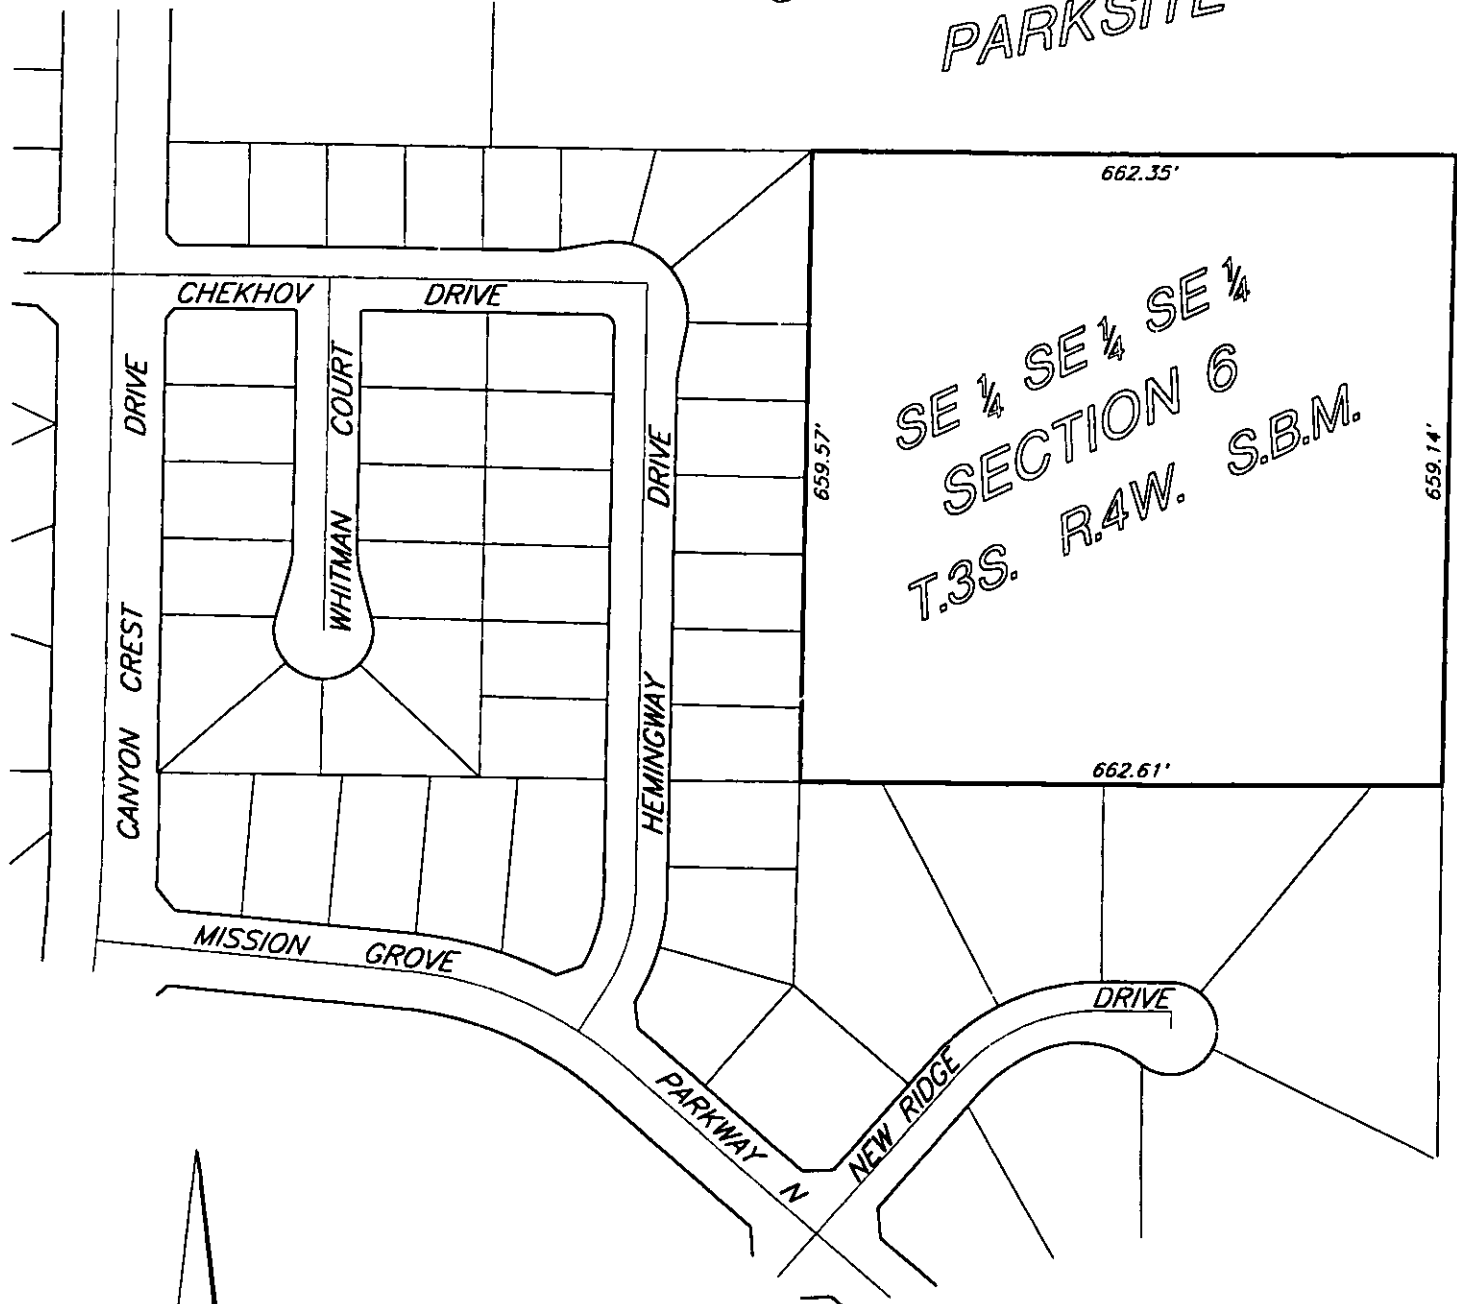 PARKSITE
662.35'
CHEKHOV DRIVE
SE ¼ SE ¼ SE ¼
SECTION 6
T.3S. R.4W. S.B.M.
659.57'
659.14'
662.61'
CANYON CREST DRIVE
WHITMAN COURT
HEMINGWAY DRIVE
MISSION GROVE PARKWAY N
NEW RIDGE DRIVE